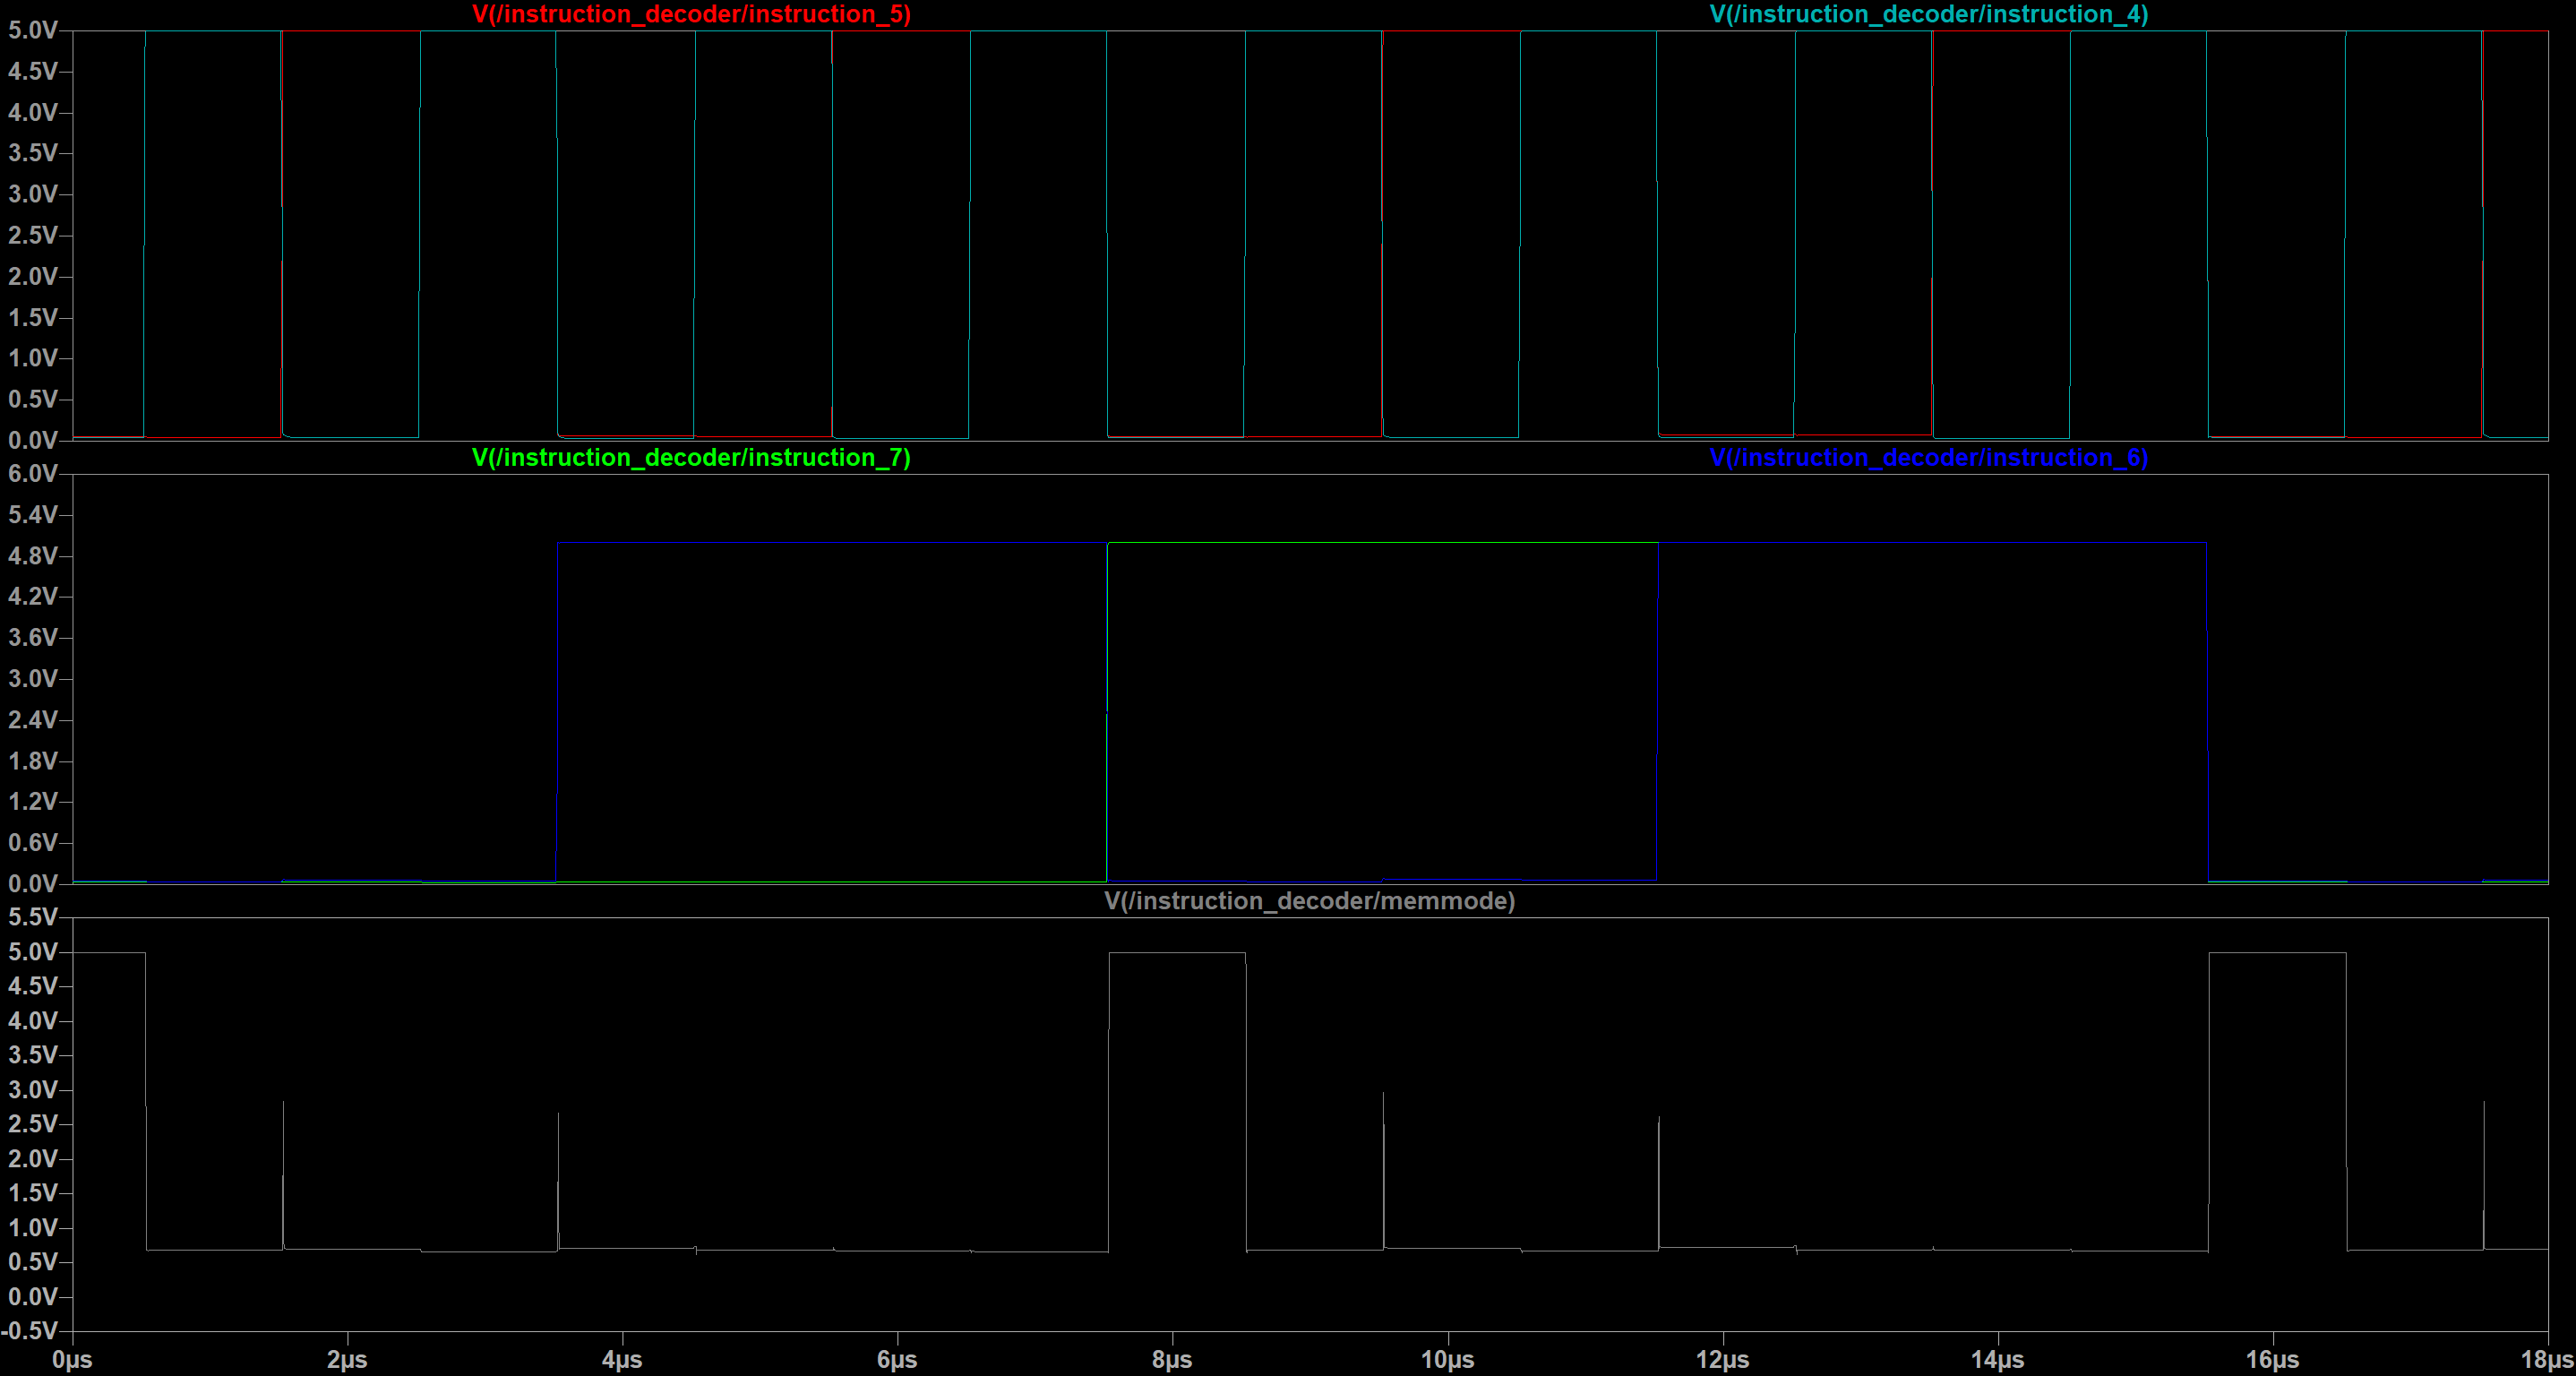 V(/instruction_decoder/instruction_5) V(/instruction_decoder/instruction_4)
5.0V
4.5V
4.0V
3.5V
3.0V
2.5V
2.0V
1.5V
1.0V
0.5V
0.0V
V(/instruction_decoder/instruction_7) V(/instruction_decoder/instruction_6)
6.0V
5.4V
4.8V
4.2V
3.6V
3.0V
2.4V
1.8V
1.2V
0.6V
0.0V
V(/instruction_decoder/memmode)
5.5V
5.0V
4.5V
4.0V
3.5V
3.0V
2.5V
2.0V
1.5V
1.0V
0.5V
0.0V
-0.5V
0µs 2µs 4µs 6µs 8µs 10µs 12µs 14µs 16µs 18µs